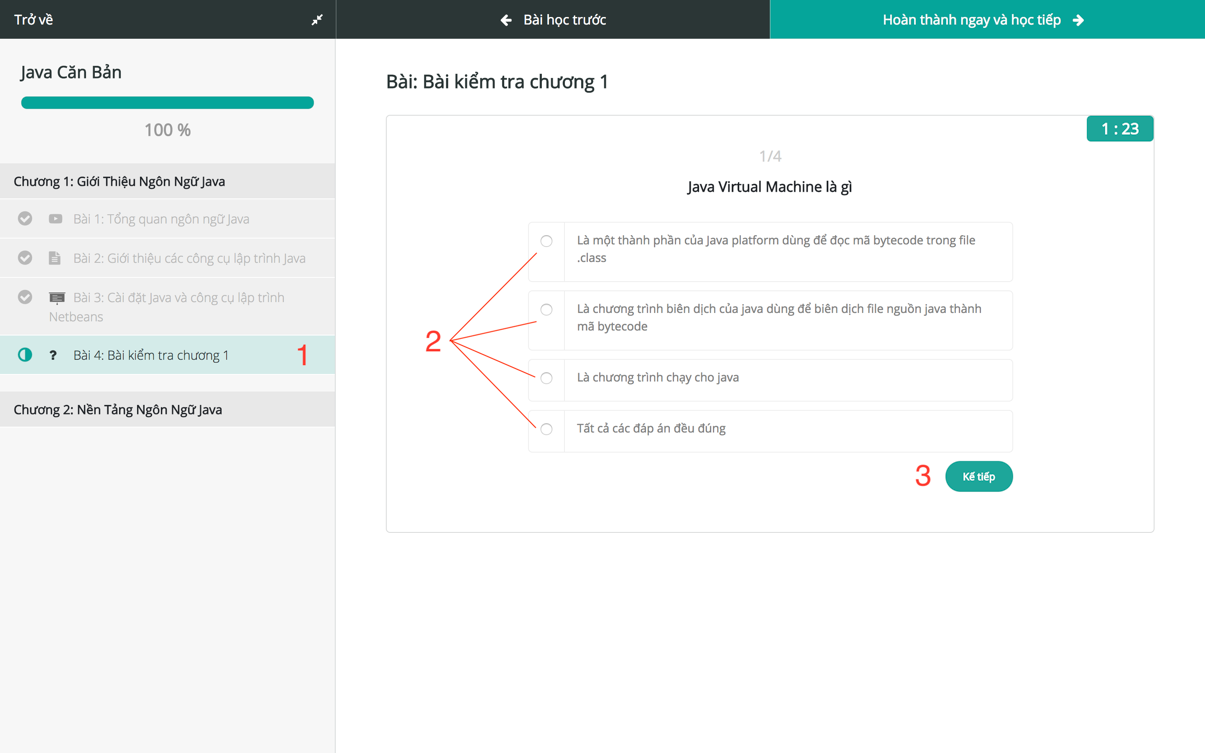 Trở về
Bài học trước
Hoàn thành ngay và học tiếp
Java Căn Bản
100 %
Chương 1: Giới Thiệu Ngôn Ngữ Java
Bài 1: Tổng quan ngôn ngữ Java
Bài 2: Giới thiệu các công cụ lập trình Java
Bài 3: Cài đặt Java và công cụ lập trình
Netbeans
? Bài 4: Bài kiểm tra chương 1
1
Chương 2: Nền Tảng Ngôn Ngữ Java
Bài: Bài kiểm tra chương 1
1 : 23
1/4
Java Virtual Machine là gì
Là một thành phần của Java platform dùng để đọc mã bytecode trong file
.class
Là chương trình biên dịch của java dùng để biên dịch file nguồn java thành
mã bytecode
2
Là chương trình chạy cho java
Tất cả các đáp án đều đúng
3
Kế tiếp